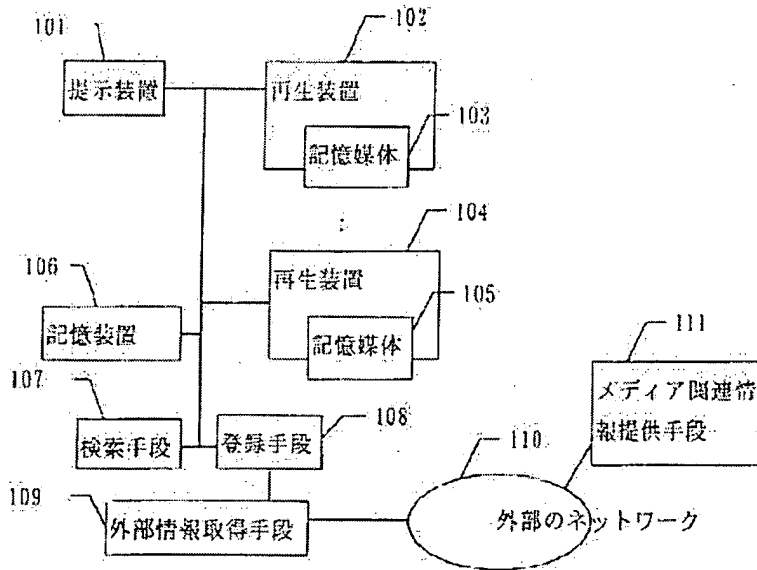 101
102
提示装置
再生装置
103
記憶媒体
104
再生装置
105
記憶媒体
106
記憶装置
107
検索手段
108
登録手段
109
外部情報取得手段
110
外部のネットワーク
111
メディア関連情
報提供手段